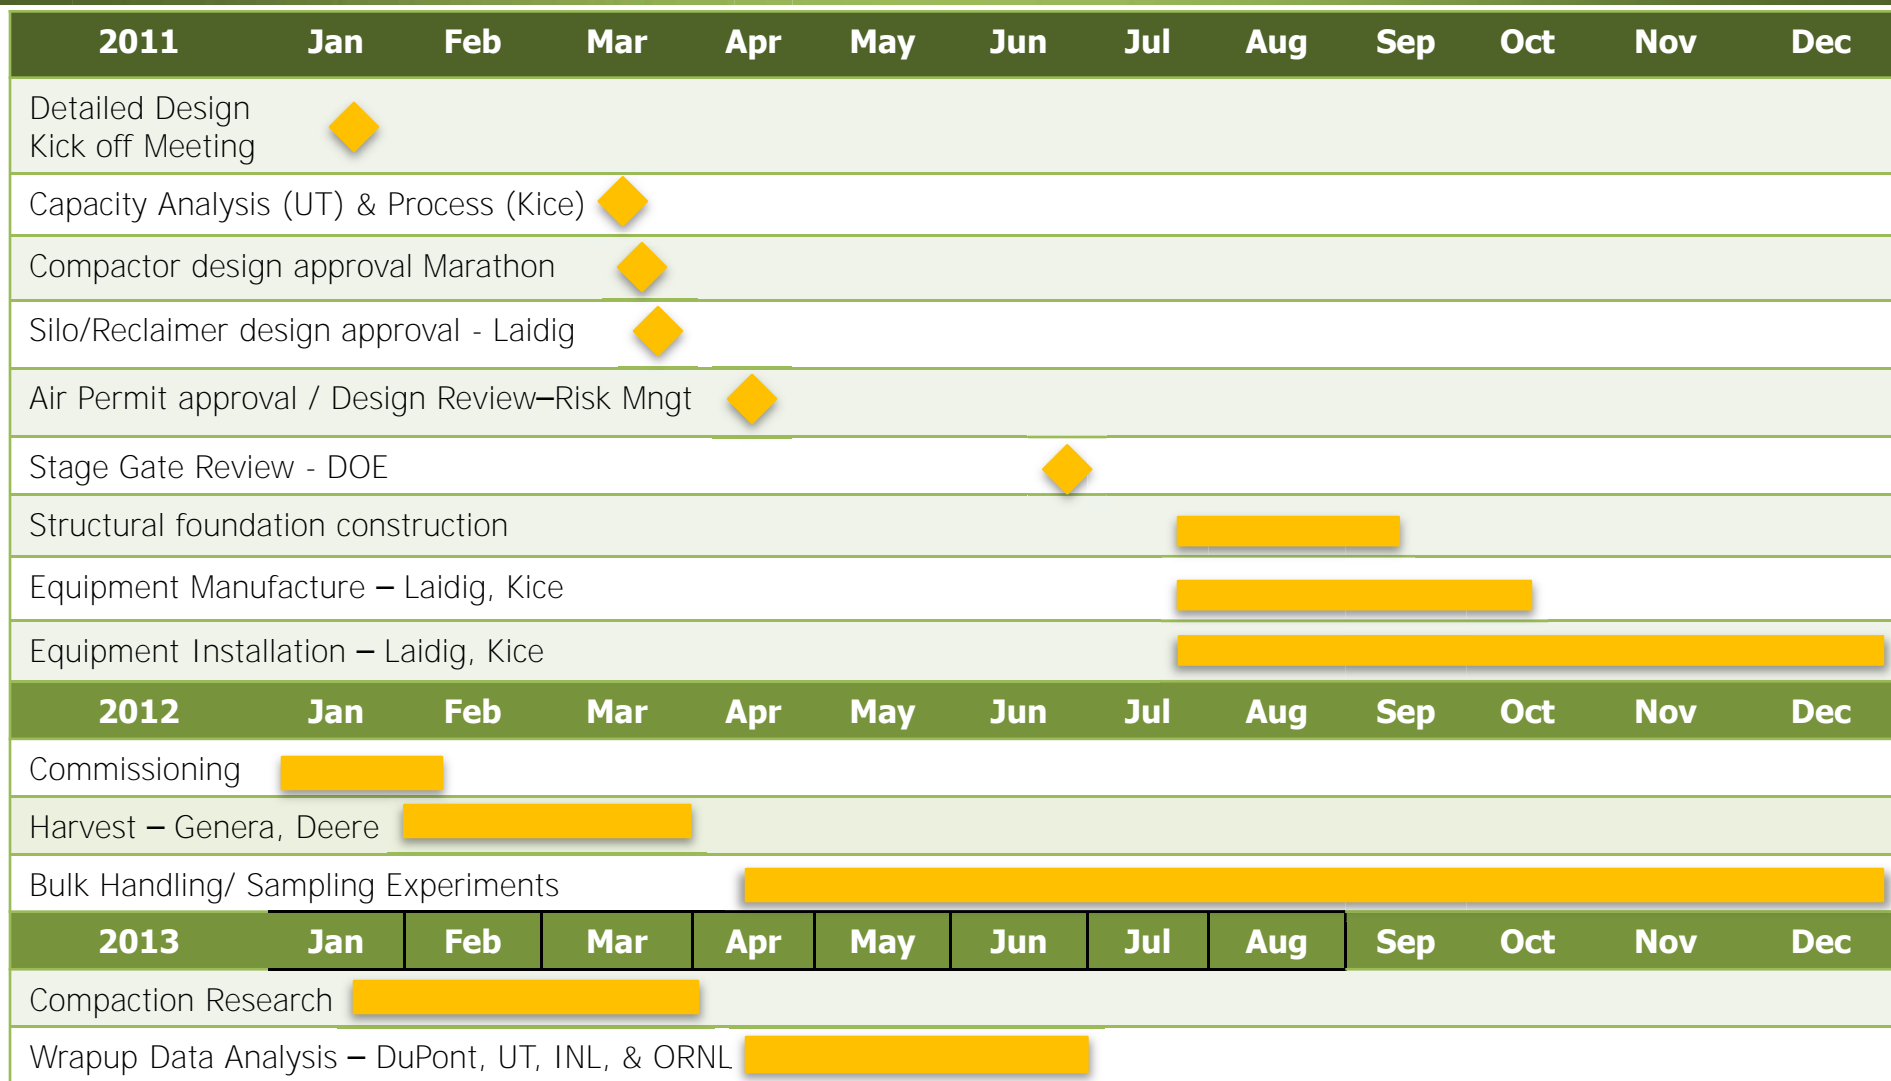 2011 Jan Feb Mar Apr May Jun Jul Aug Sep Oct Nov Dec
Detailed Design
Kick off Meeting
Capacity Analysis (UT) & Process (Kice)
Compactor design approval Marathon
Silo/Reclaimer design approval - Laidig
Air Permit approval / Design Review–Risk Mngt
Stage Gate Review - DOE
Structural foundation construction
Equipment Manufacture – Laidig, Kice
Equipment Installation – Laidig, Kice
2012 Jan Feb Mar Apr May Jun Jul Aug Sep Oct Nov Dec
Commissioning
Harvest – Genera, Deere
Bulk Handling/ Sampling Experiments
2013 Jan Feb Mar Apr May Jun Jul Aug Sep Oct Nov Dec
Compaction Research
Wrapup Data Analysis – DuPont, UT, INL, & ORNL